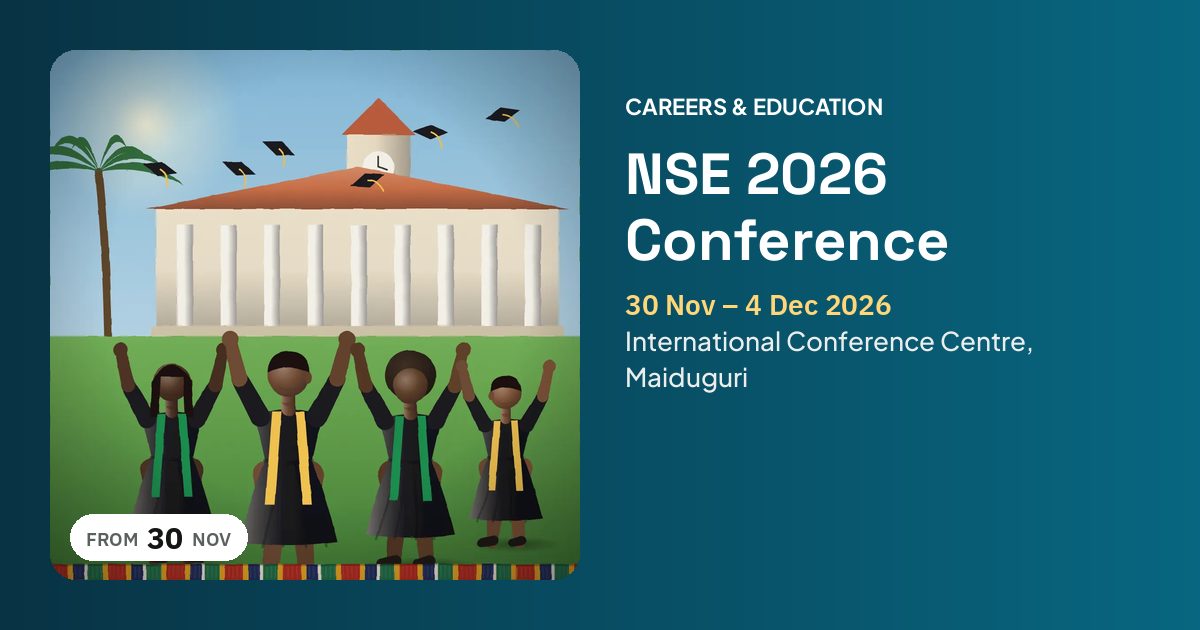 CAREERS & EDUCATION
NSE 2026
Conference
30 Nov – 4 Dec 2026
International Conference Centre,
Maiduguri
FROM 30 NOV